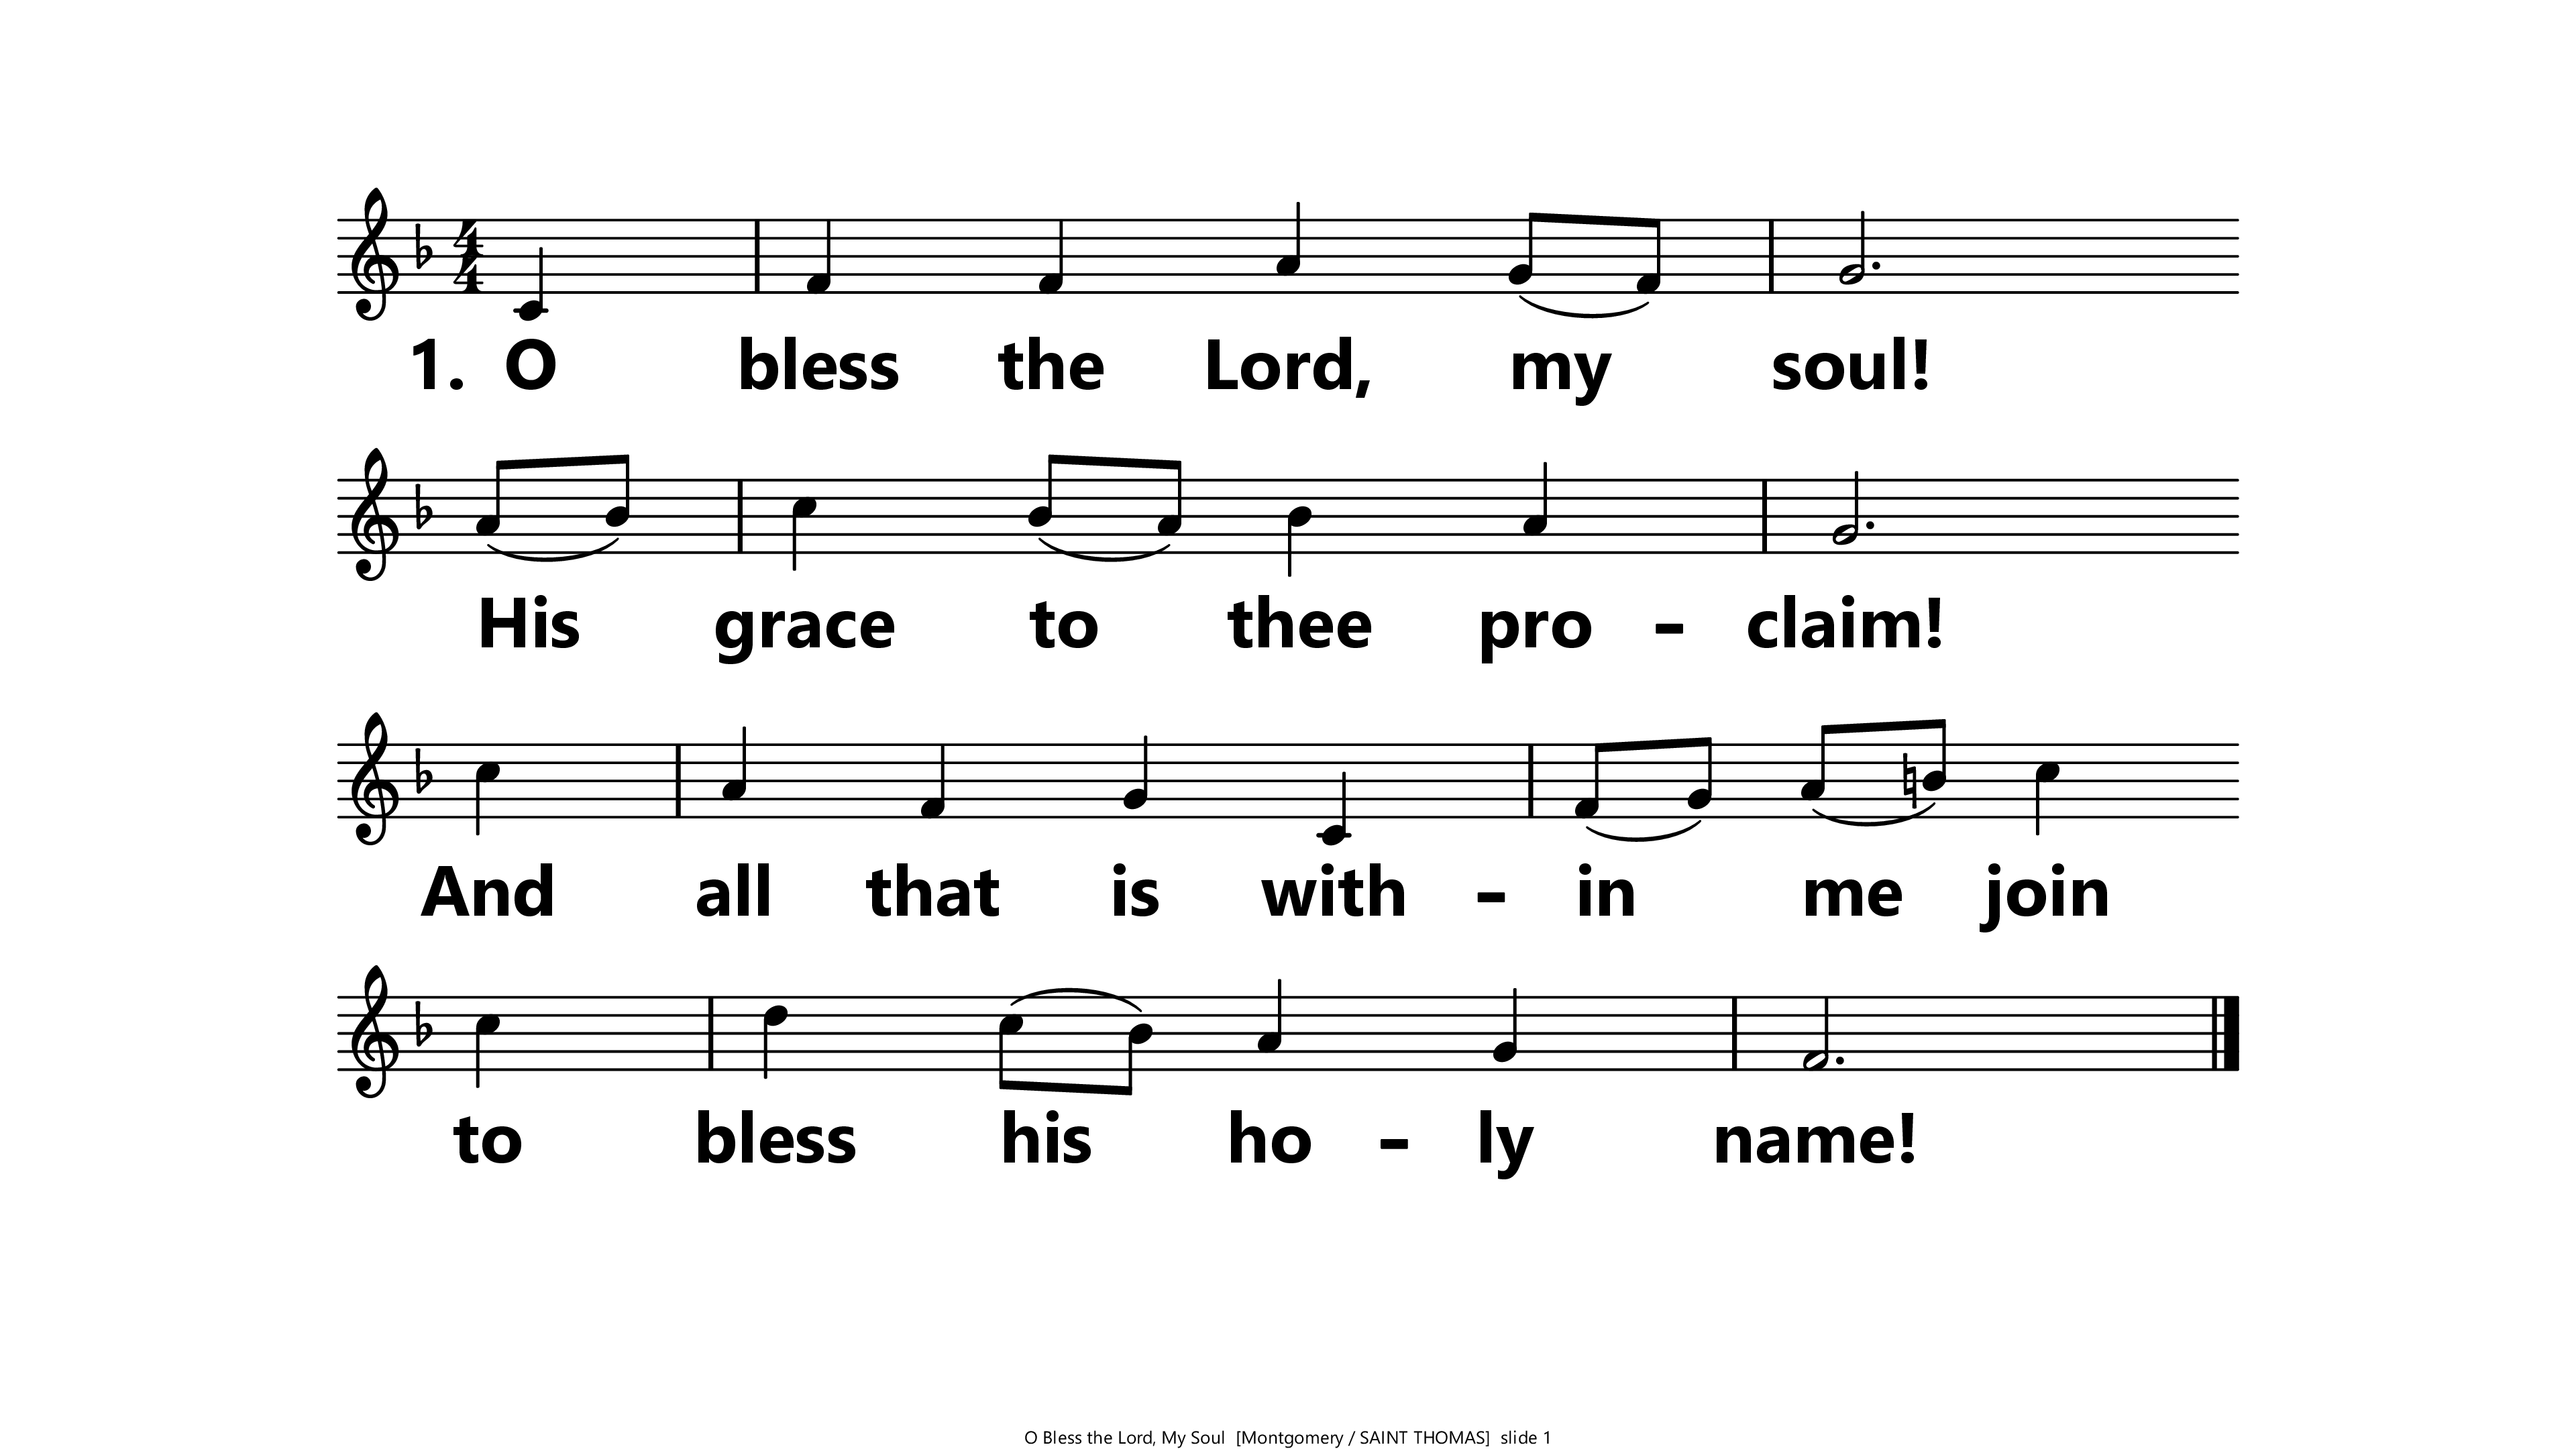 1. O bless the Lord, my soul!
His grace to thee pro - claim!
And all that is with - in me join
to bless his ho - ly name!
O Bless the Lord, My Soul [Montgomery / SAINT THOMAS] slide 1